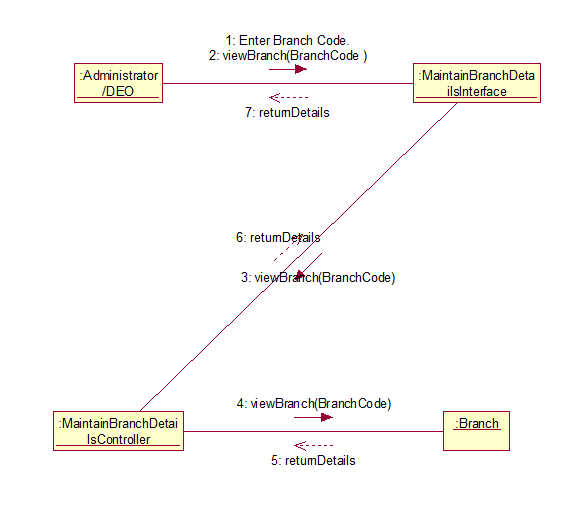 1: Enter Branch Code.
2: viewBranch(BranchCode )
:Administrator
/DEO
:MaintainBranchDeta
ilsInterface
7: returnDetails
6: returnDetails
3: viewBranch(BranchCode)
4: viewBranch(BranchCode)
:MaintainBranchDetai
lsController
:Branch
5: returnDetails